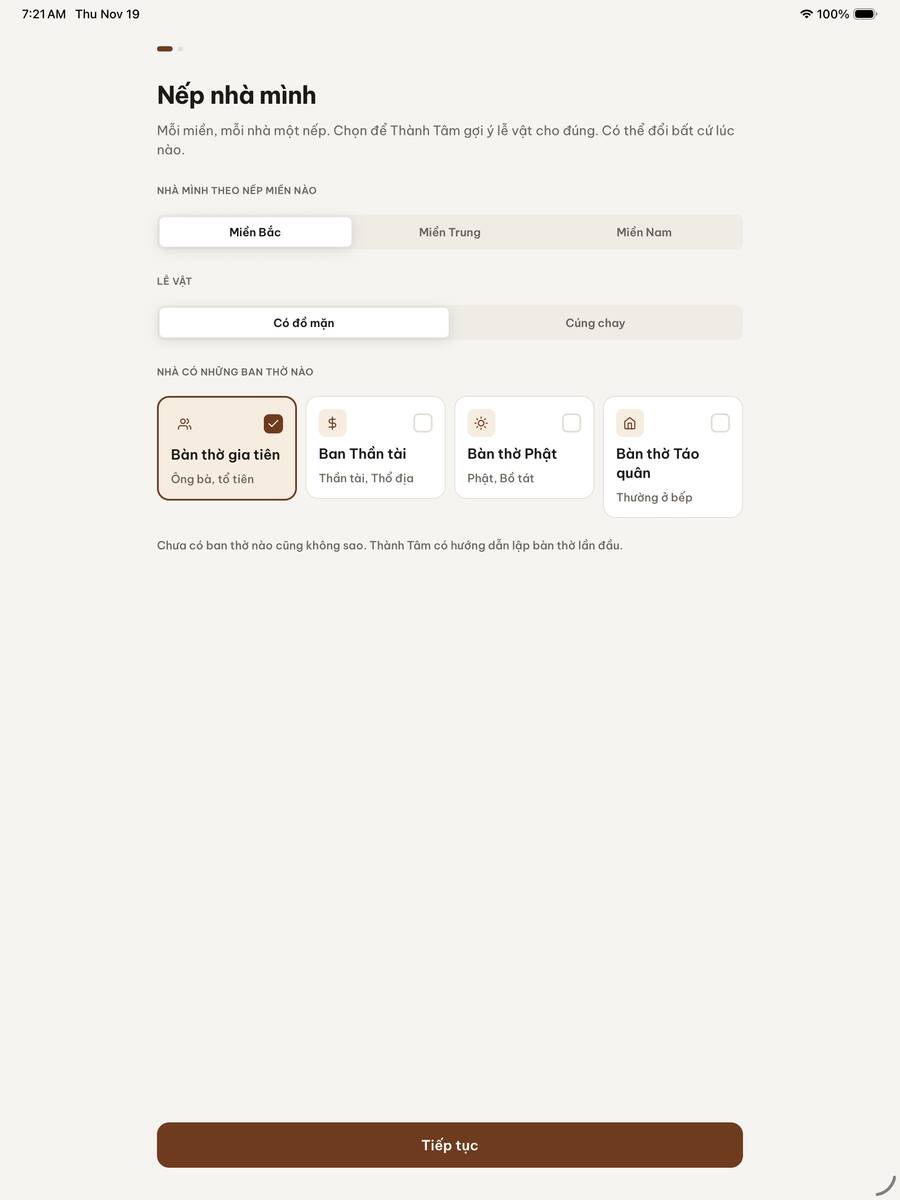 7:21 AM Thu Nov 19
100%
Nếp nhà mình
Mỗi miền, mỗi nhà một nếp. Chọn để Thành Tâm gợi ý lễ vật cho đúng. Có thể đổi bất cứ lúc
nào.
NHÀ MÌNH THEO NẾP MIỀN NÀO
Miền Bắc
Miền Trung
Miền Nam
LỄ VẬT
Có đồ mặn
Cúng chay
NHÀ CÓ NHỮNG BAN THỜ NÀO
Bàn thờ gia tiên
Ông bà, tổ tiên
Ban Thần tài
Thần tài, Thổ địa
Bàn thờ Phật
Phật, Bồ tát
Bàn thờ Táo
quân
Thường ở bếp
Chưa có ban thờ nào cũng không sao. Thành Tâm có hướng dẫn lập bàn thờ lần đầu.
Tiếp tục